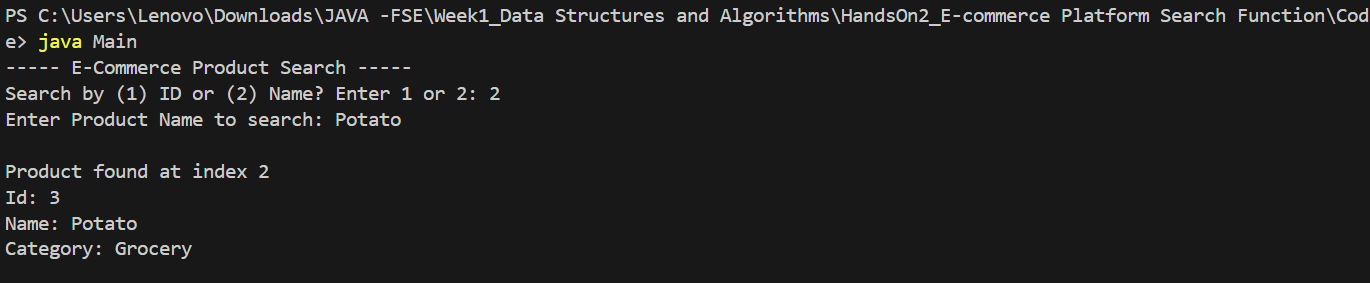 PS C:\Users\Lenovo\Downloads\JAVA -FSE\Week1_Data Structures and Algorithms\HandsOn2_E-commerce Platform Search Function\Cod
e> java Main
----- E-Commerce Product Search -----
Search by (1) ID or (2) Name? Enter 1 or 2: 2
Enter Product Name to search: Potato
Product found at index 2
Id: 3
Name: Potato
Category: Grocery